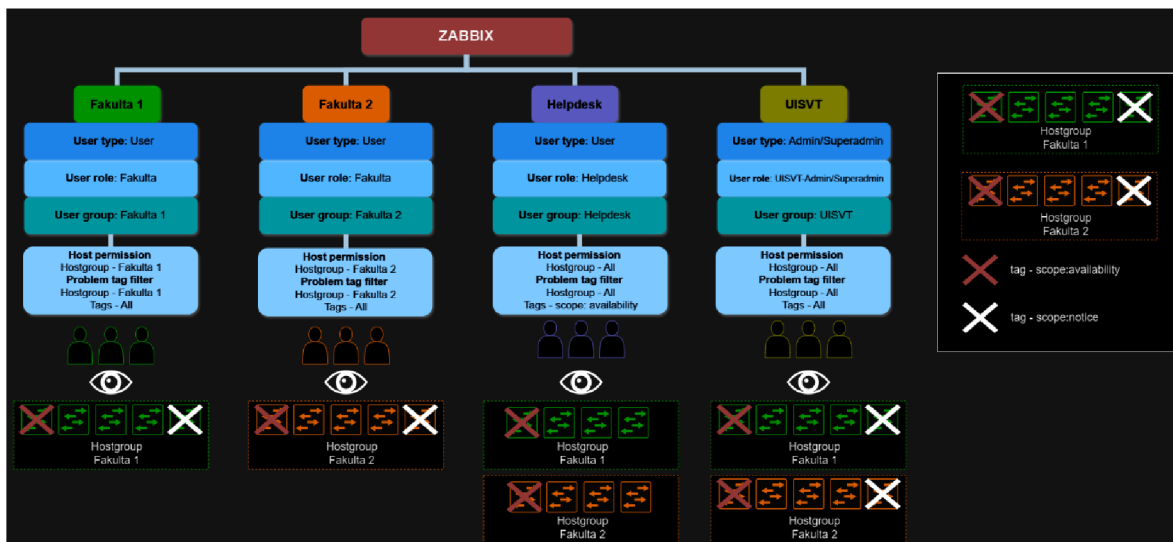 ZABBIX
Fakulta 1
User type: User
User role: Fakulta
User group: Fakulta 1
Host permission
Hostgroup - Fakulta 1
Problem tag filter
Hostgroup - Fakulta 1
Tags - All
Hostgroup
Fakulta 1
Fakulta 2
User type: User
User role: Fakulta
User group: Fakulta 2
Host permission
Hostgroup - Fakulta 2
Problem tag filter
Hostgroup - Fakulta 2
Tags - All
Hostgroup
Fakulta 2
Helpdesk
User type: User
User role: Helpdesk
User group: Helpdesk
Host permission
Hostgroup - All
Problem tag filter
Hostgroup - All
Tags - scope: availability
Hostgroup
Fakulta 1
Hostgroup
Fakulta 2
UISVT
User type: Admin/Superadmin
User role: UISVT-Admin/Superadmin
User group: UISVT
Host permission
Hostgroup - All
Problem tag filter
Hostgroup - All
Tags - All
Hostgroup
Fakulta 1
Hostgroup
Fakulta 2
Hostgroup
Fakulta 1
Hostgroup
Fakulta 2
tag - scope:availability
tag - scope:notice